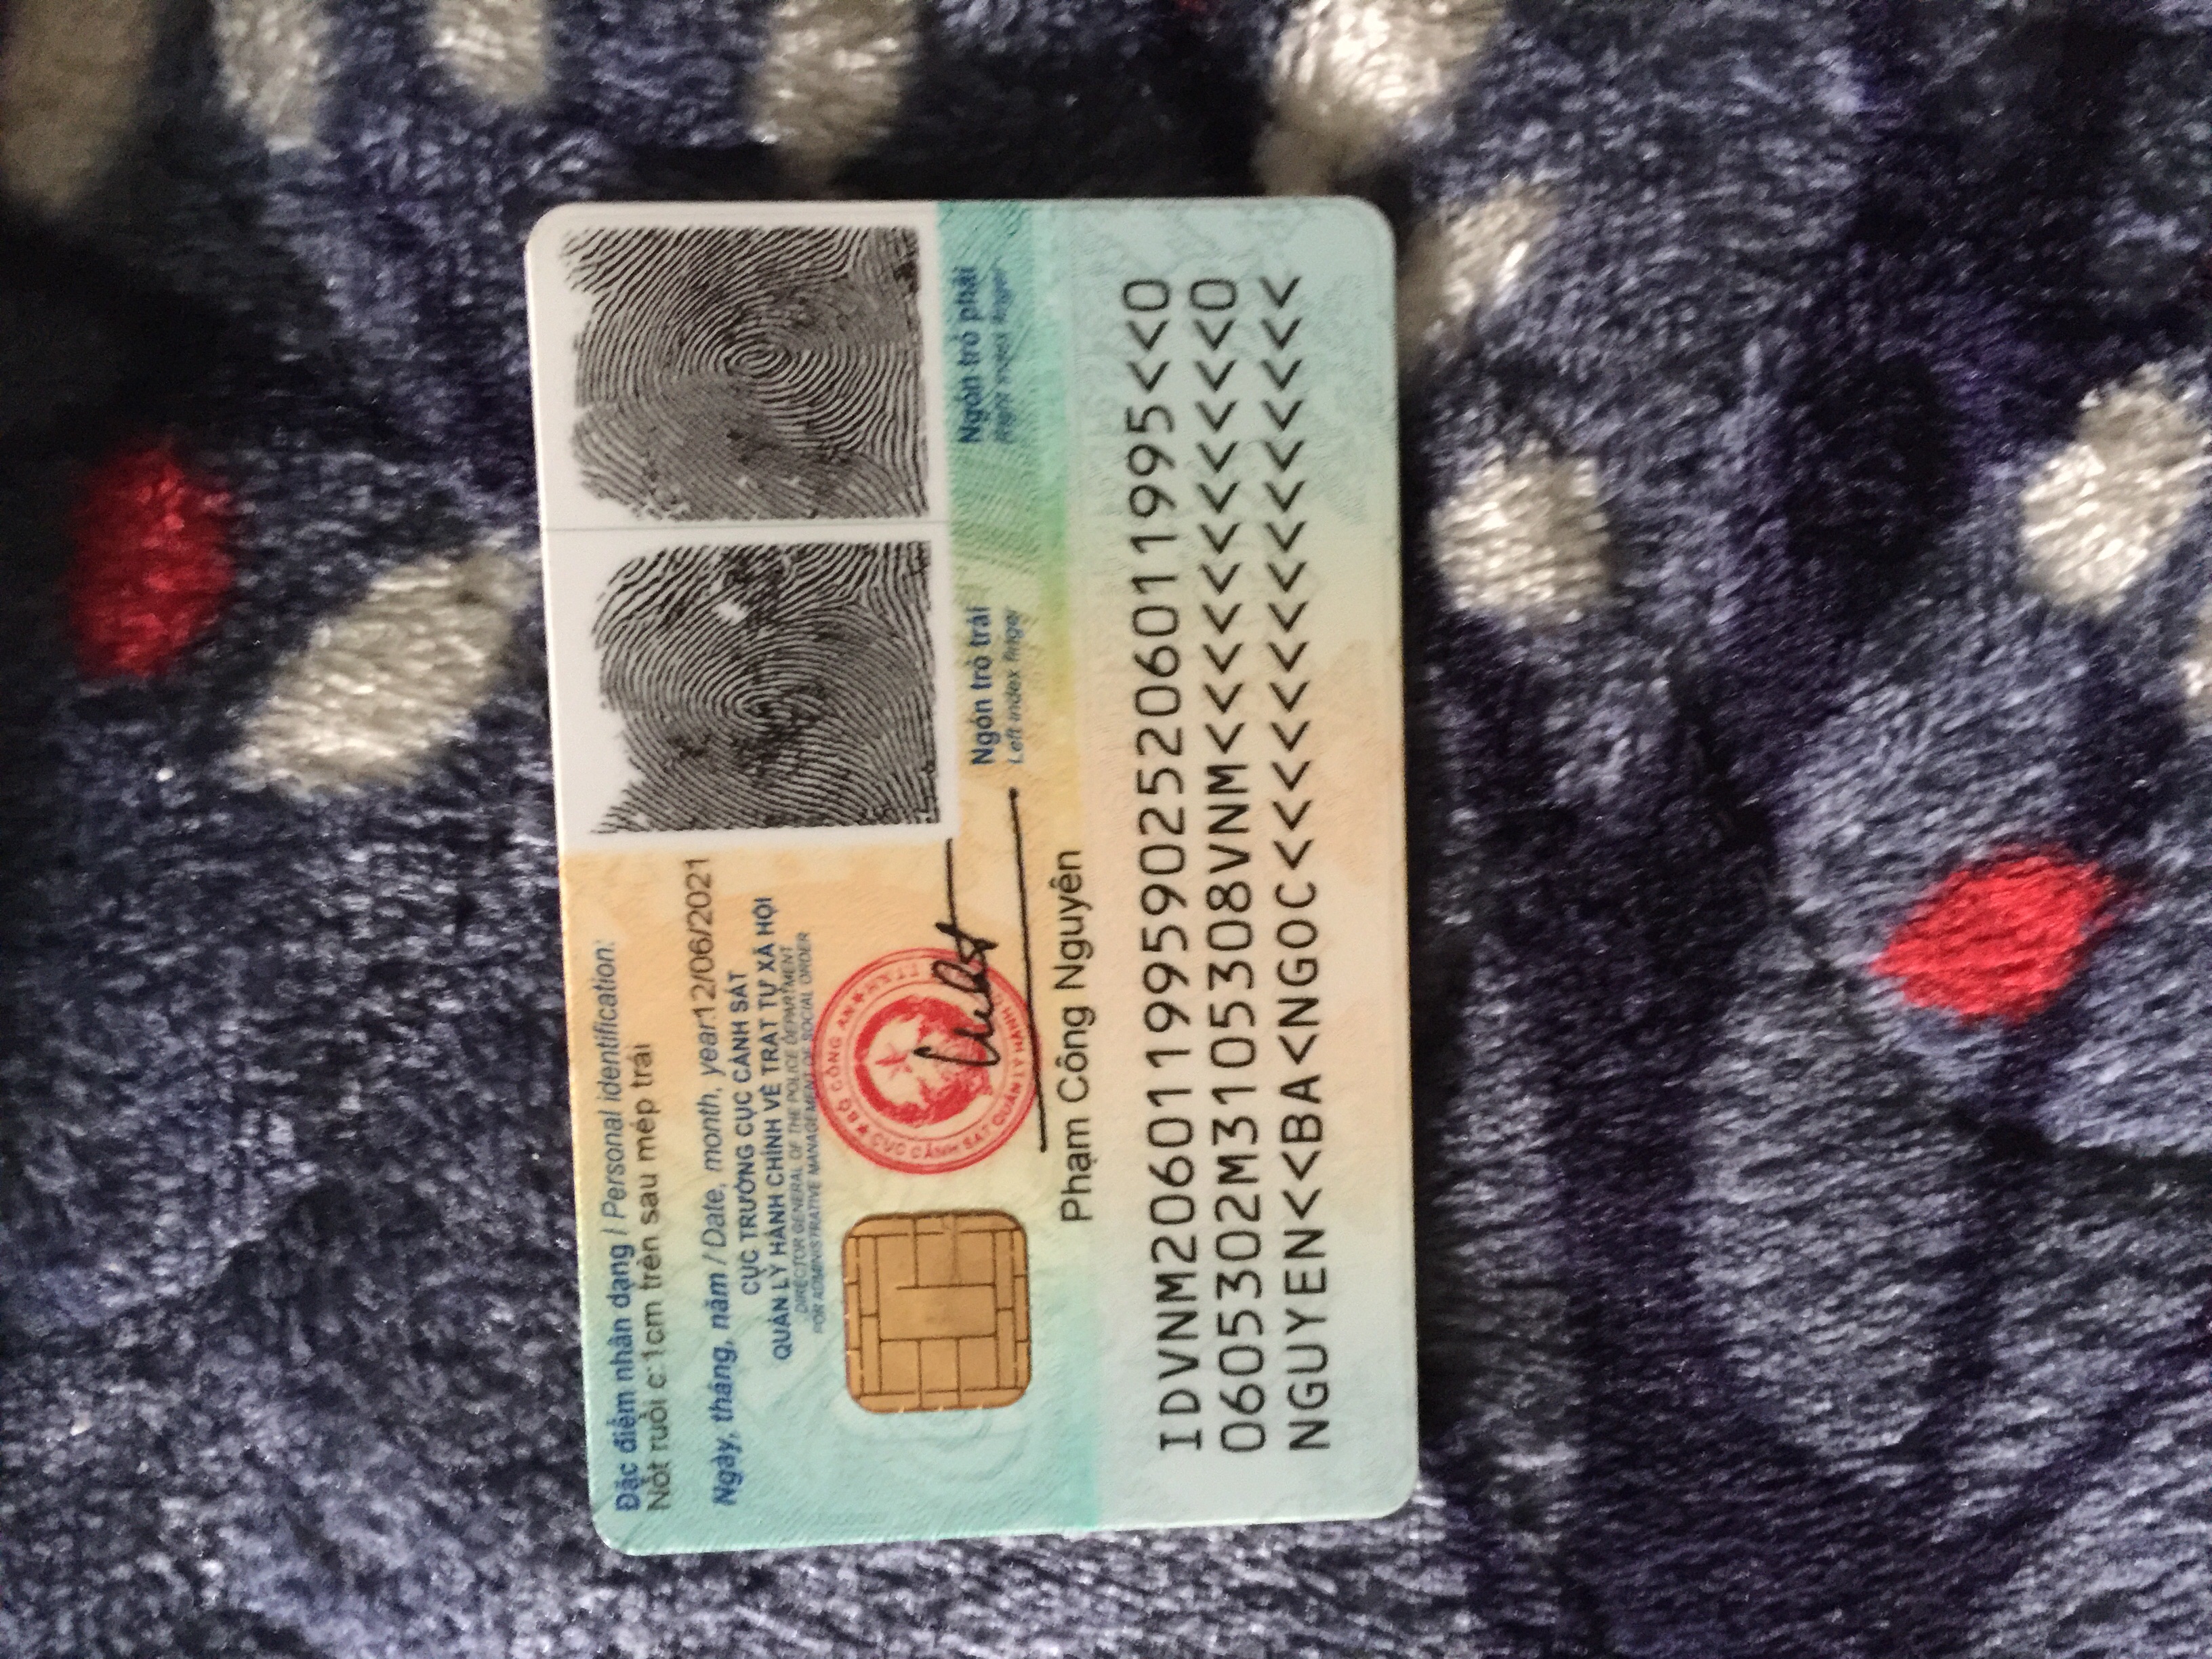 Đặc điểm nhân dạng / Personal identification:
Nốt ruồi c:1cm trên sau mép trái
Ngày, tháng, năm / Date, month, year:12/06/2021
CỤC TRƯỞNG CỤC CẢNH SÁT
QUẢN LÝ HÀNH CHÍNH VỀ TRẬT TỰ XÃ HỘI
DIRECTOR GENERAL OF THE POLICE DEPARTMENT
FOR ADMINISTRATIVE MANAGEMENT OF SOCIAL ORDER
BỘ CÔNG AN
CỤC CẢNH SÁT QUẢN LÝ HÀNH
Phạm Công Nguyên
Ngón trỏ trái
Left index finger
Ngón trỏ phải
Right index finger
IDVNM2060119959025206011995<<0
0605302M3105308VNM<<<<<<<<<<<0
NGUYEN<<BA<NGOC<<<<<<<<<<<<<<<